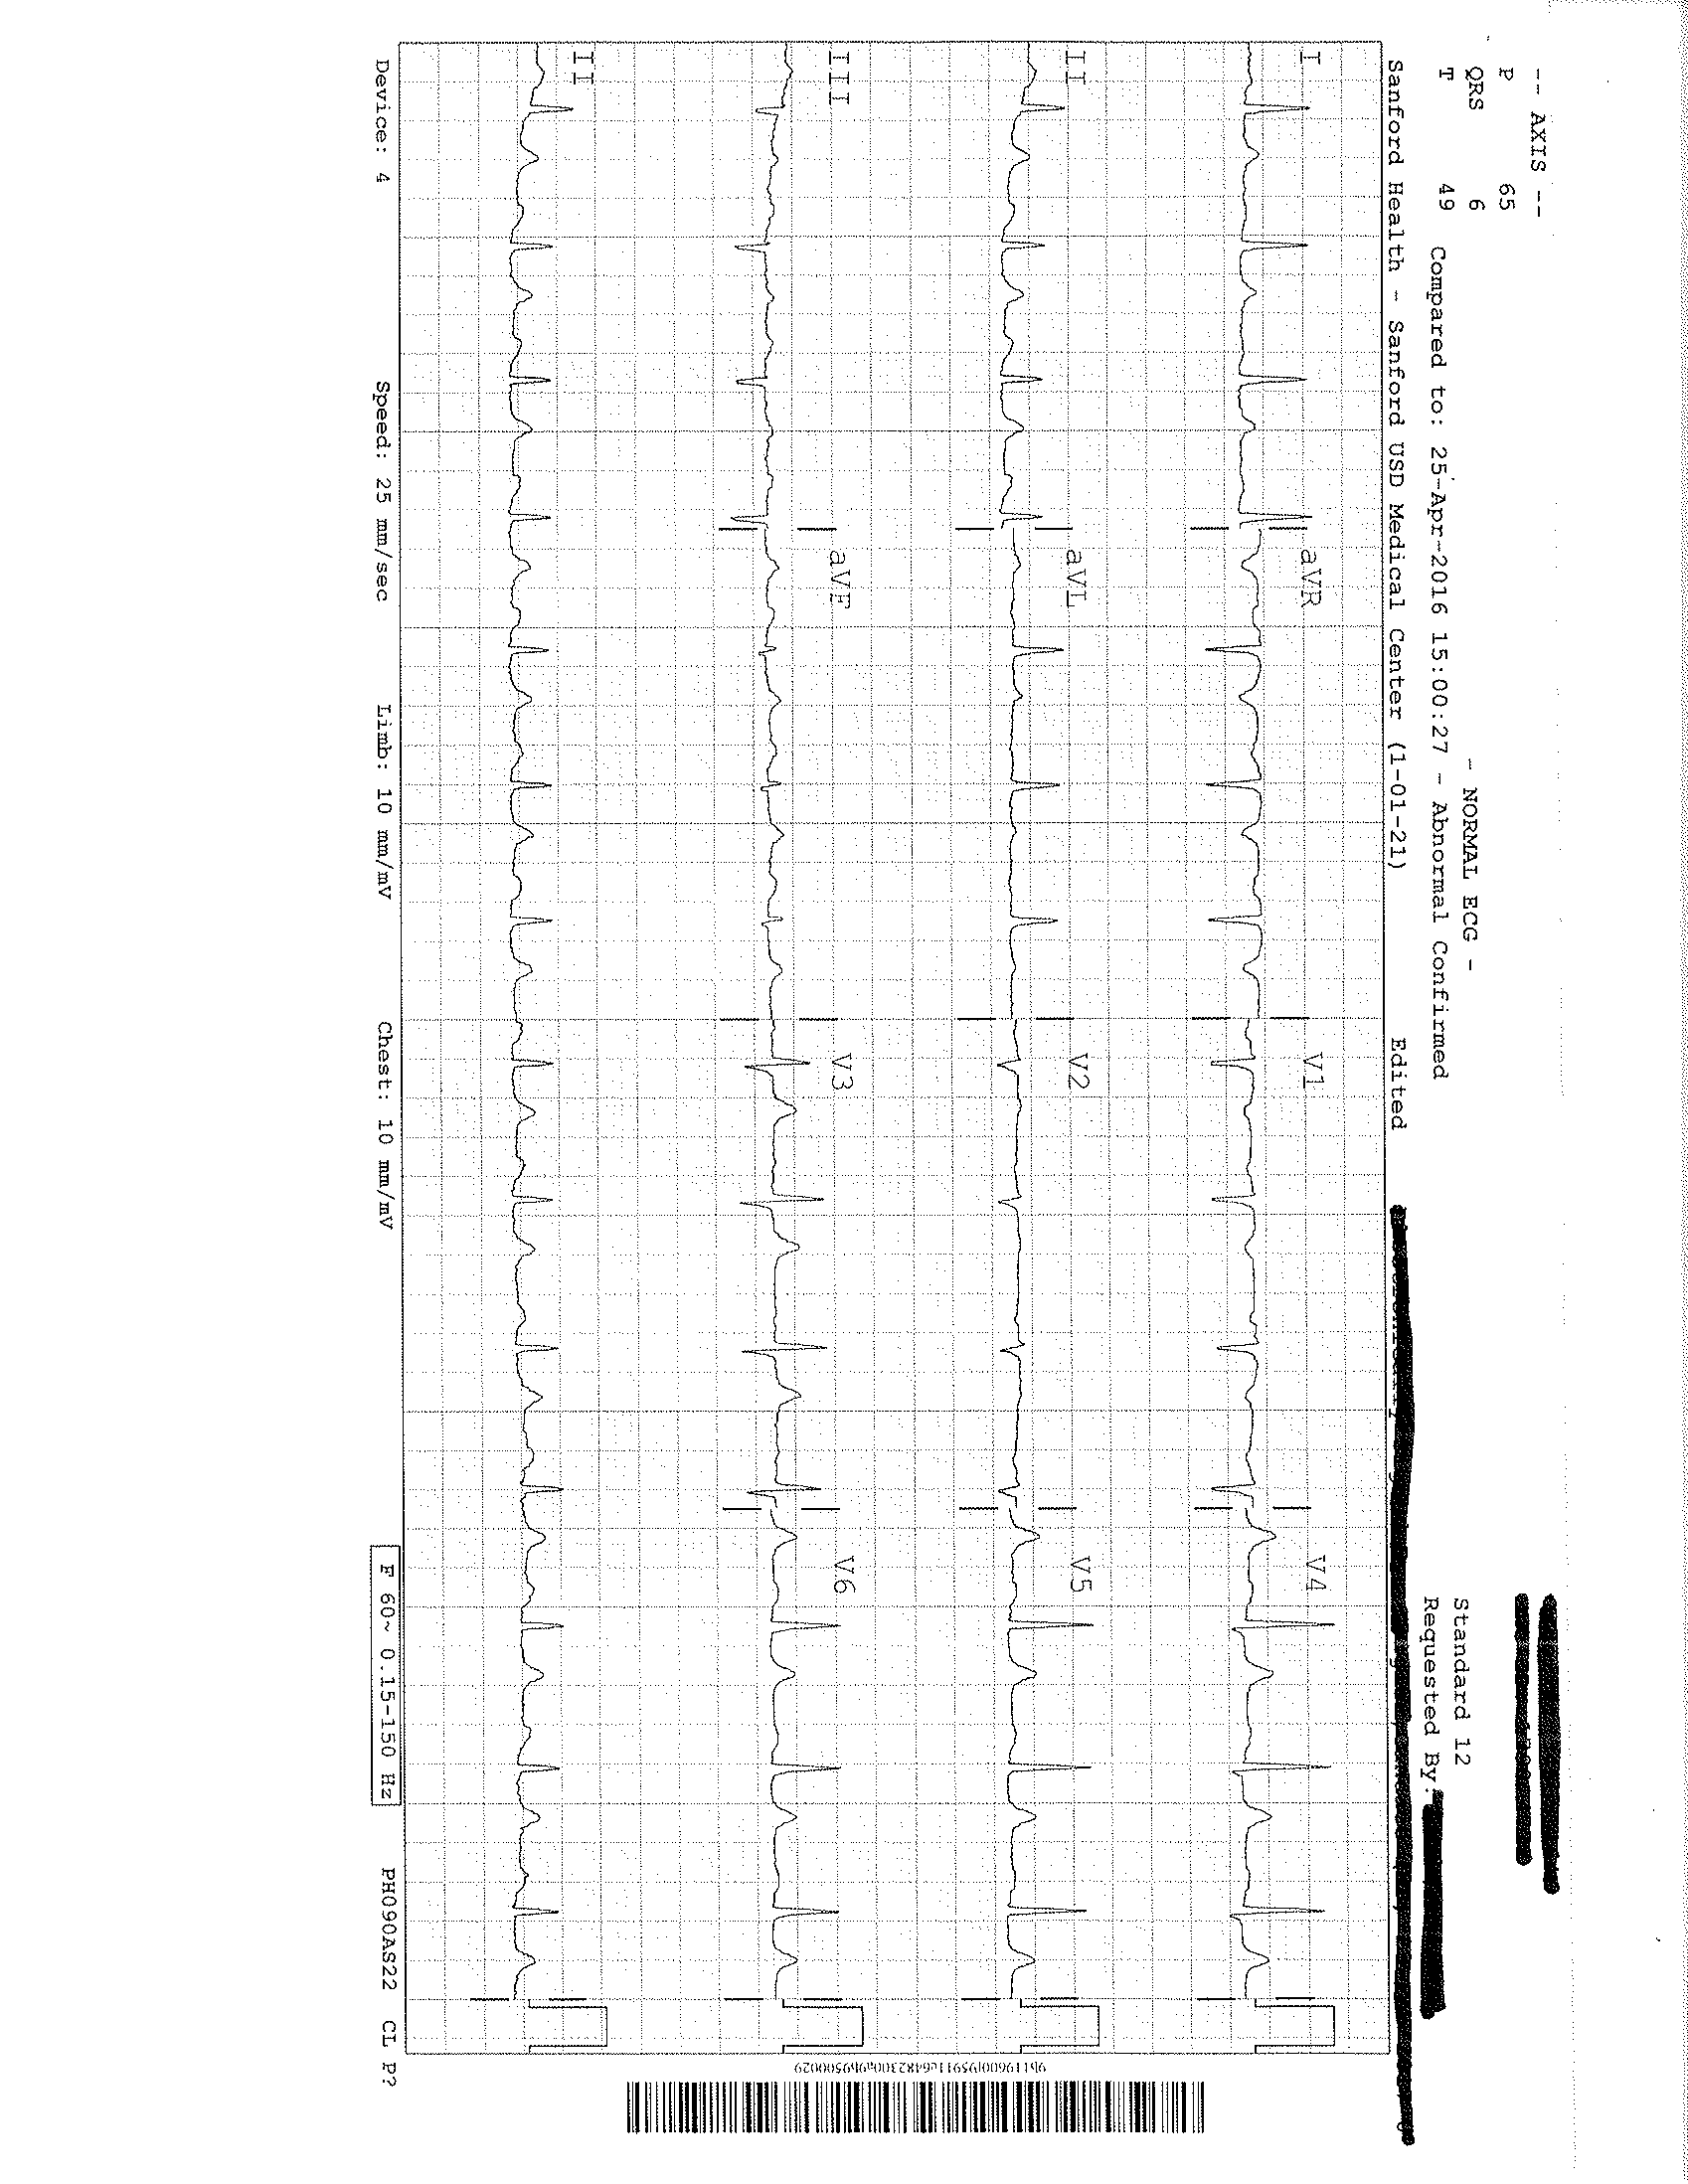 -- AXIS --
P 65
QRS 6
T 49
- NORMAL ECG -
Compared to: 25-Apr-2016 15:00:27 - Abnormal Confirmed
Standard 12
Requested By:
Sanford Health - Sanford USD Medical Center (1-01-21) Edited
I aVR V1 V4
II aVL V2 V5
III aVF V3 V6
II
Device: 4 Speed: 25 mm/sec Limb: 10 mm/mV Chest: 10 mm/mV F 60~ 0.15-150 Hz PH090AS22 CL P?